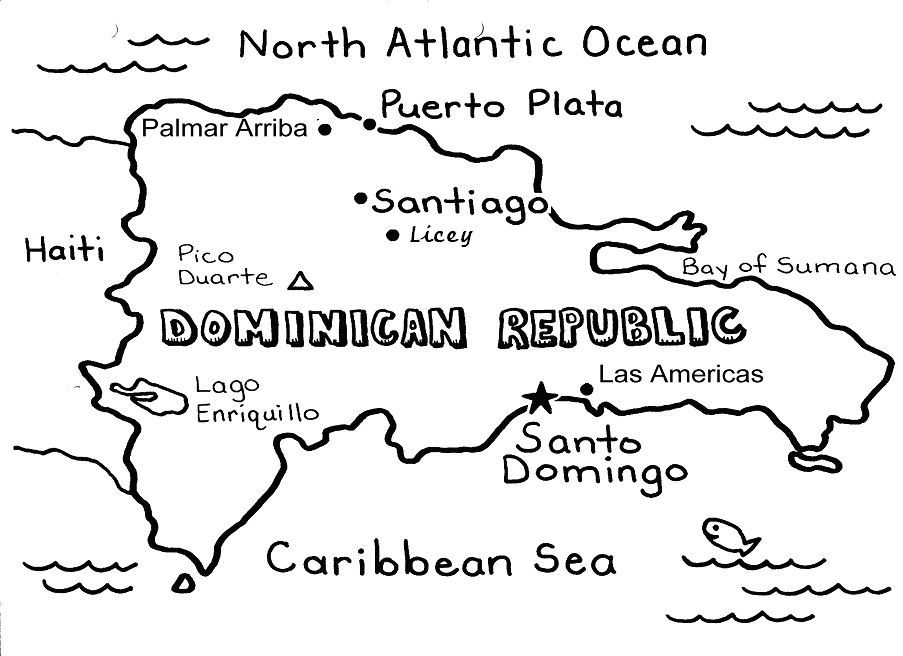 North Atlantic Ocean
Puerto Plata
Palmar Arriba
Santiago
Licey
Haiti
Pico
Duarte
Bay of Sumana
DOMINICAN REPUBLIC
Las Americas
Lago
Enriquillo
Santo
Domingo
Caribbean Sea